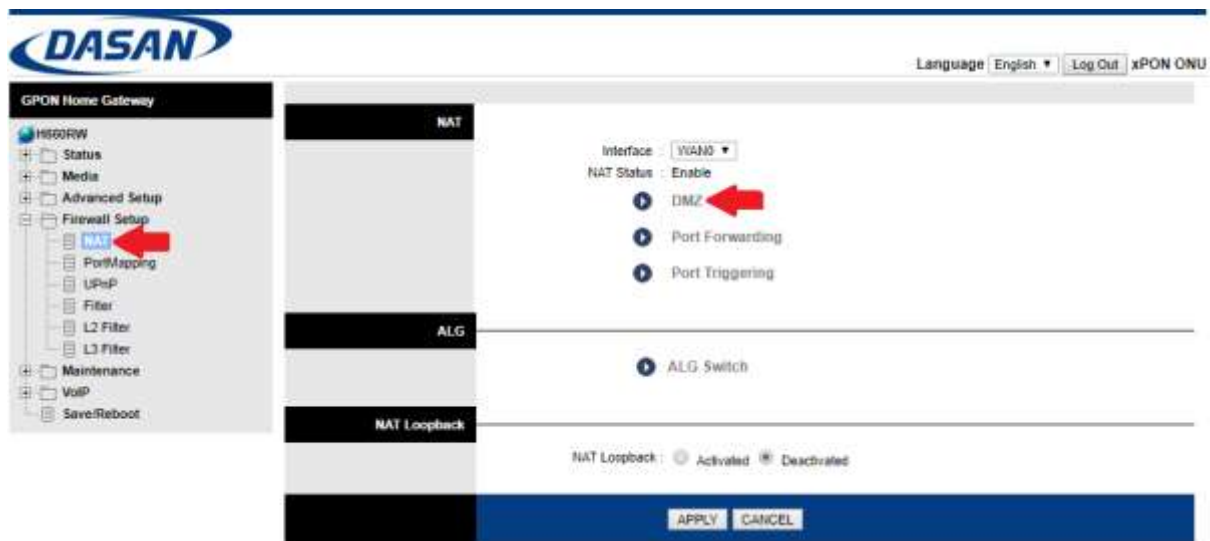 DASAN
Language English Log Out xPON ONU
GPON Home Gateway
H660RW
Status
Media
Advanced Setup
Firewall Setup
NAT
PortMapping
UPnP
Filter
L2 Filter
L3 Filter
Maintenance
VoIP
Save/Reboot
NAT
Interface : WAN0
NAT Status : Enable
DMZ
Port Forwarding
Port Triggering
ALG
ALG Switch
NAT Loopback
NAT Loopback : Activated Deactivated
APPLY CANCEL